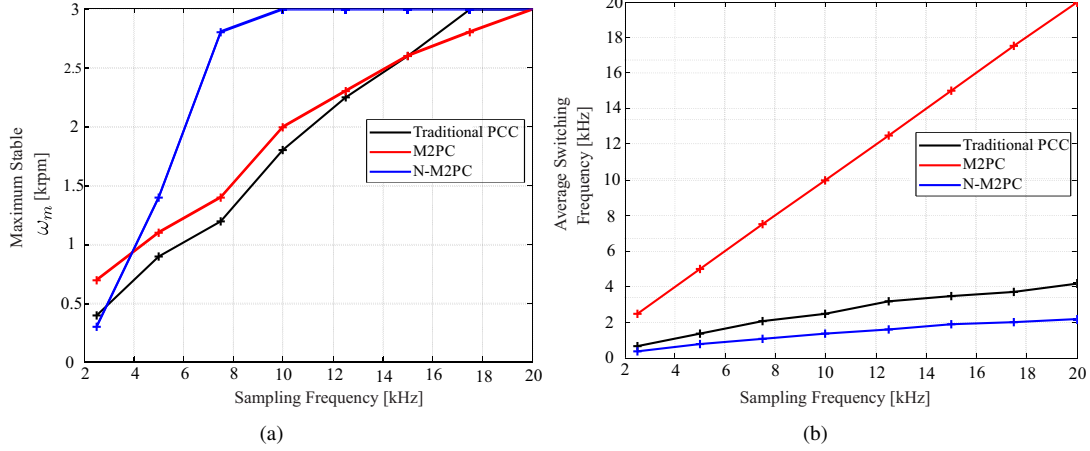 3
2.5
2
1.5
1
0.5
0
2
4
6
8
10
12
14
16
18
20
Maximum Stable
ω_m [krpm]
Sampling Frequency [kHz]
Traditional PCC
M2PC
N-M2PC
(a)
20
18
16
14
12
10
8
6
4
2
0
2
4
6
8
10
12
14
16
18
20
Average Switching
Frequency [kHz]
Sampling Frequency [kHz]
Traditional PCC
M2PC
N-M2PC
(b)